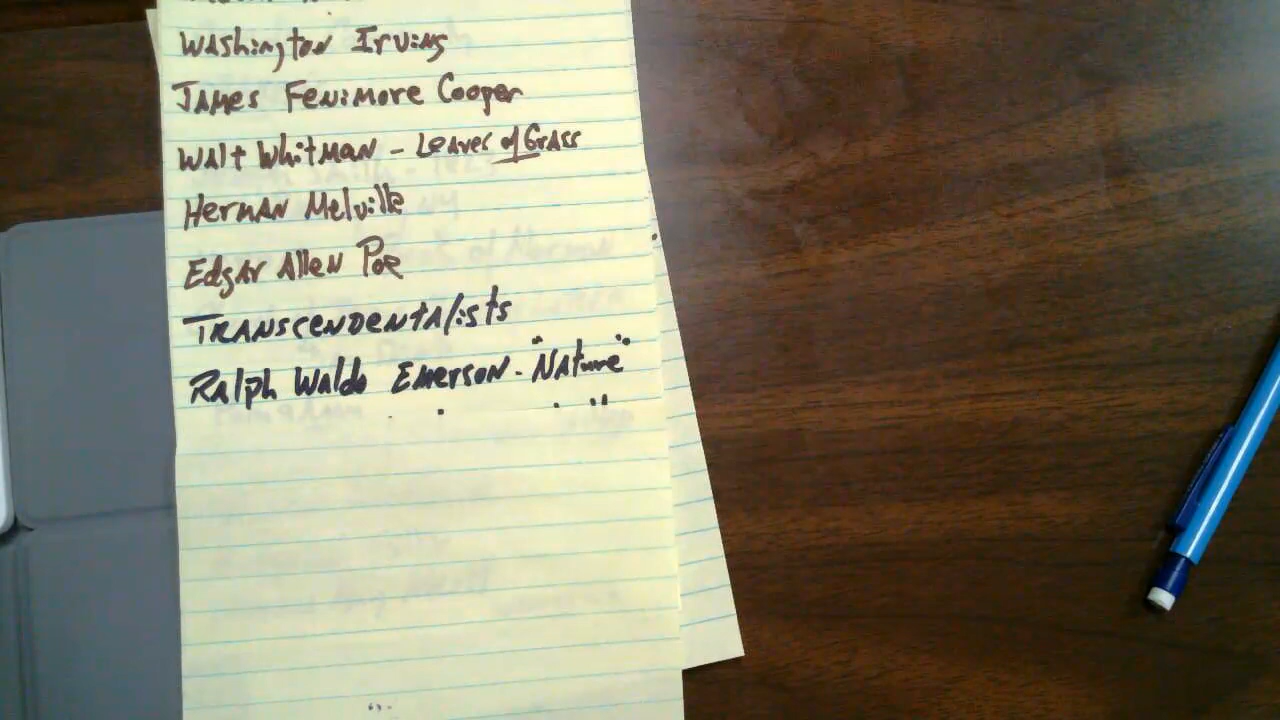 Washington Irving
James Fenimore Cooper
Walt Whitman - Leaves of Grass
Herman Melville
Edgar Allen Poe
Transcendentalists
Ralph Waldo Emerson - "Nature"